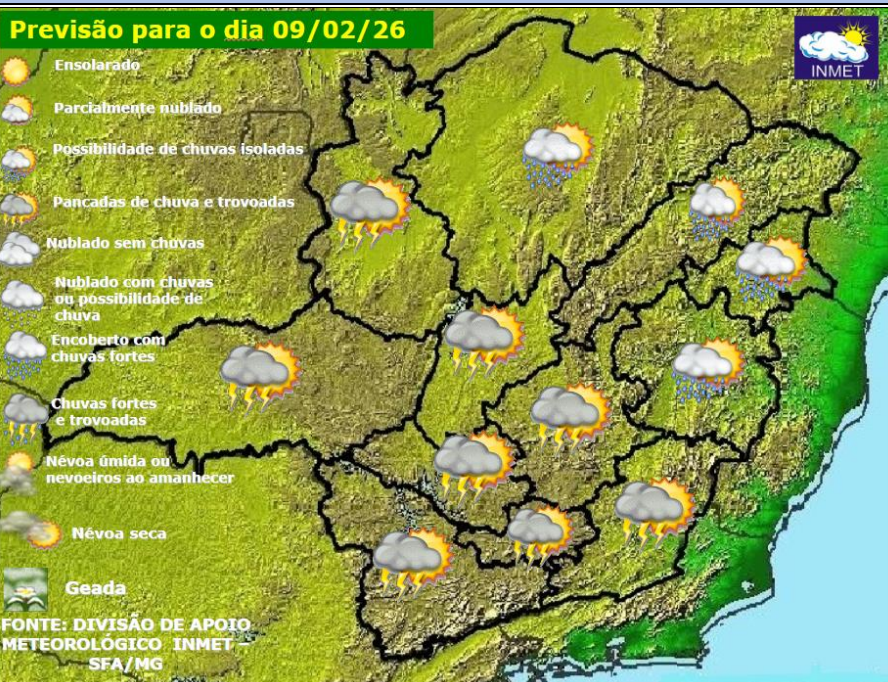 Previsão para o dia 09/02/26
INMET
Ensolarado
Parcialmente nublado
Possibilidade de chuvas isoladas
Pancadas de chuva e trovoadas
Nublado sem chuvas
Nublado com chuvas
ou possibilidade de
chuva
Encoberto com
chuvas fortes
Chuvas fortes
e trovoadas
Névoa úmida ou
nevoeiros ao amanhecer
Névoa seca
Geada
FONTE: DIVISÃO DE APOIO
METEOROLÓGICO INMET –
SFA/MG